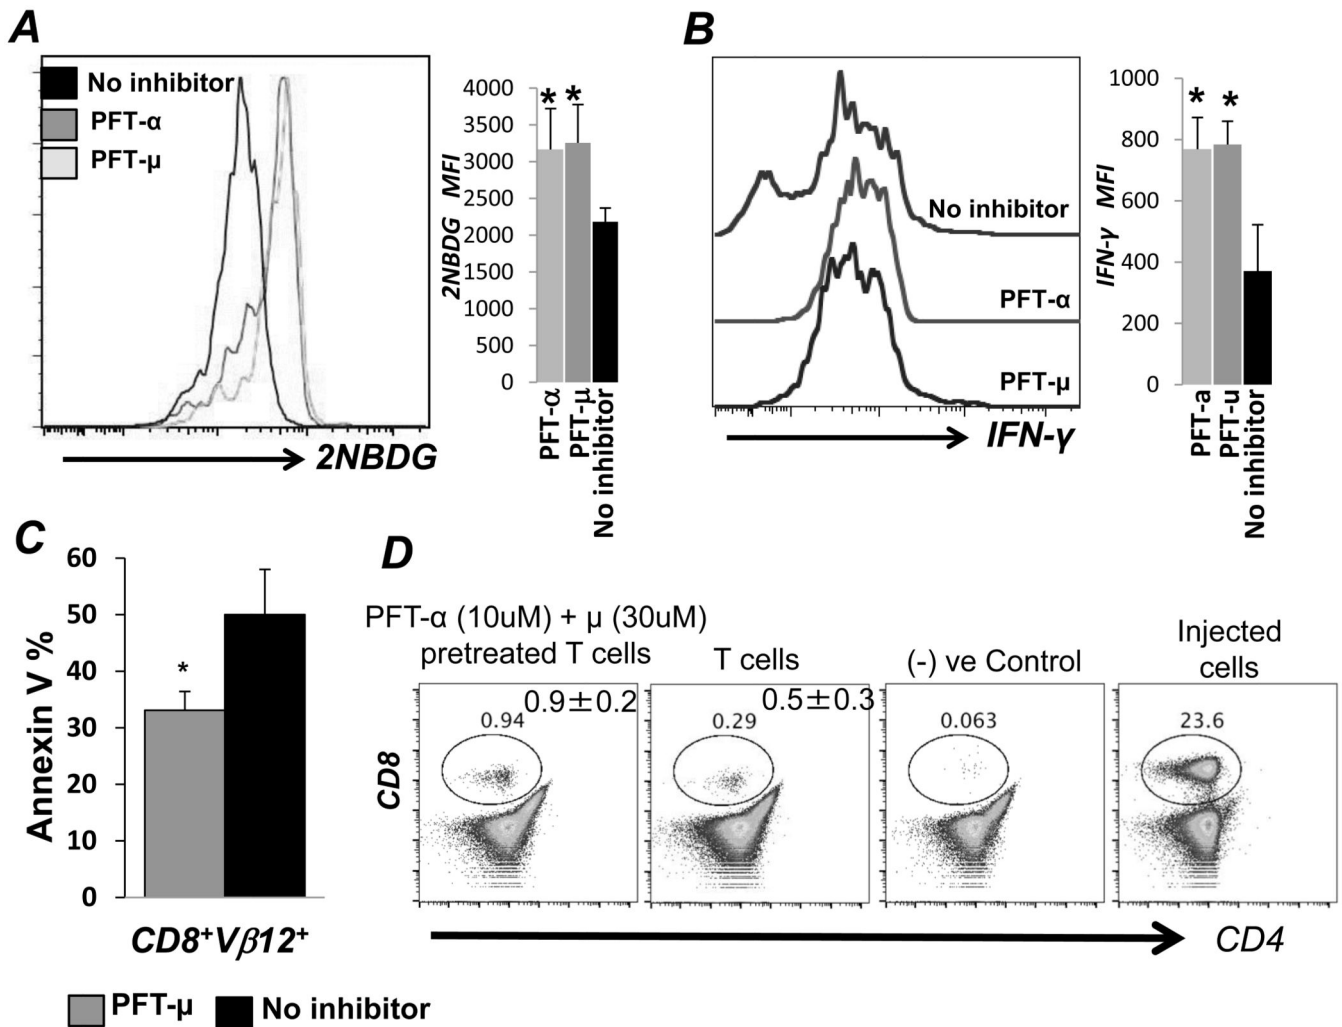 A
No inhibitor
PFT-α
PFT-μ
2NBDG
4000
3500
3000
2500
2000
1500
1000
500
0
2NBDG MFI
* *
PFT-α
PFT-μ
No inhibitor
B
No inhibitor
PFT-α
PFT-μ
IFN-γ
1000
800
600
400
200
0
IFN-γ MFI
* *
PFT-a
PFT-u
No inhibitor
C
60
50
40
30
20
10
0
Annexin V %
*
CD8⁺Vβ12⁺
PFT-μ
No inhibitor
D
PFT-α (10uM) + μ (30uM)
pretreated T cells
T cells
(-) ve Control
Injected
cells
0.9±0.2
0.5±0.3
0.94
0.29
0.063
23.6
CD8
CD4